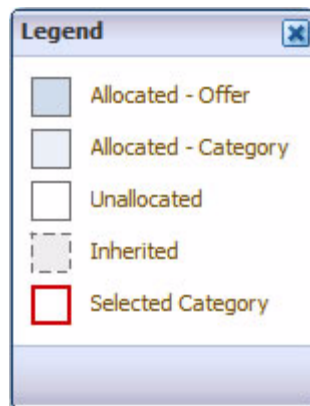 Legend
Allocated - Offer
Allocated - Category
Unallocated
Inherited
Selected Category